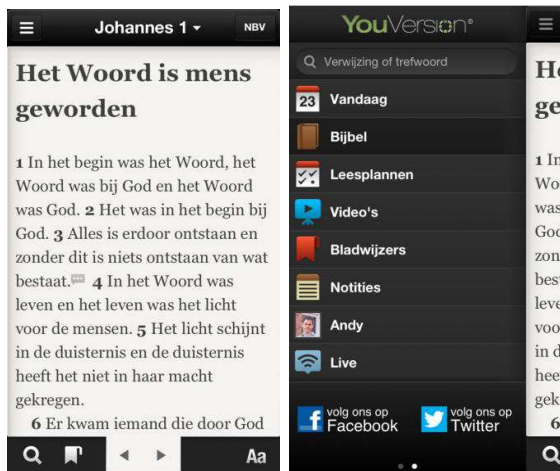 Johannes 1
NBV
Het Woord is mens
geworden
1 In het begin was het Woord, het
Woord was bij God en het Woord
was God. 2 Het was in het begin bij
God. 3 Alles is erdoor ontstaan en
zonder dit is niets ontstaan van wat
bestaat. 4 In het Woord was
leven en het leven was het licht
voor de mensen. 5 Het licht schijnt
in de duisternis en de duisternis
heeft het niet in haar macht
gekregen.
6 Er kwam iemand die door God
Aa
YouVersion®
Verwijzing of trefwoord
23 Vandaag
Bijbel
Leesplannen
Video's
Bladwijzers
Notities
Andy
Live
volg ons op
Facebook
volg ons op
Twitter
He
ge
1 In
Wo
was
God
zon
best
leve
voo
in d
hee
gek
6